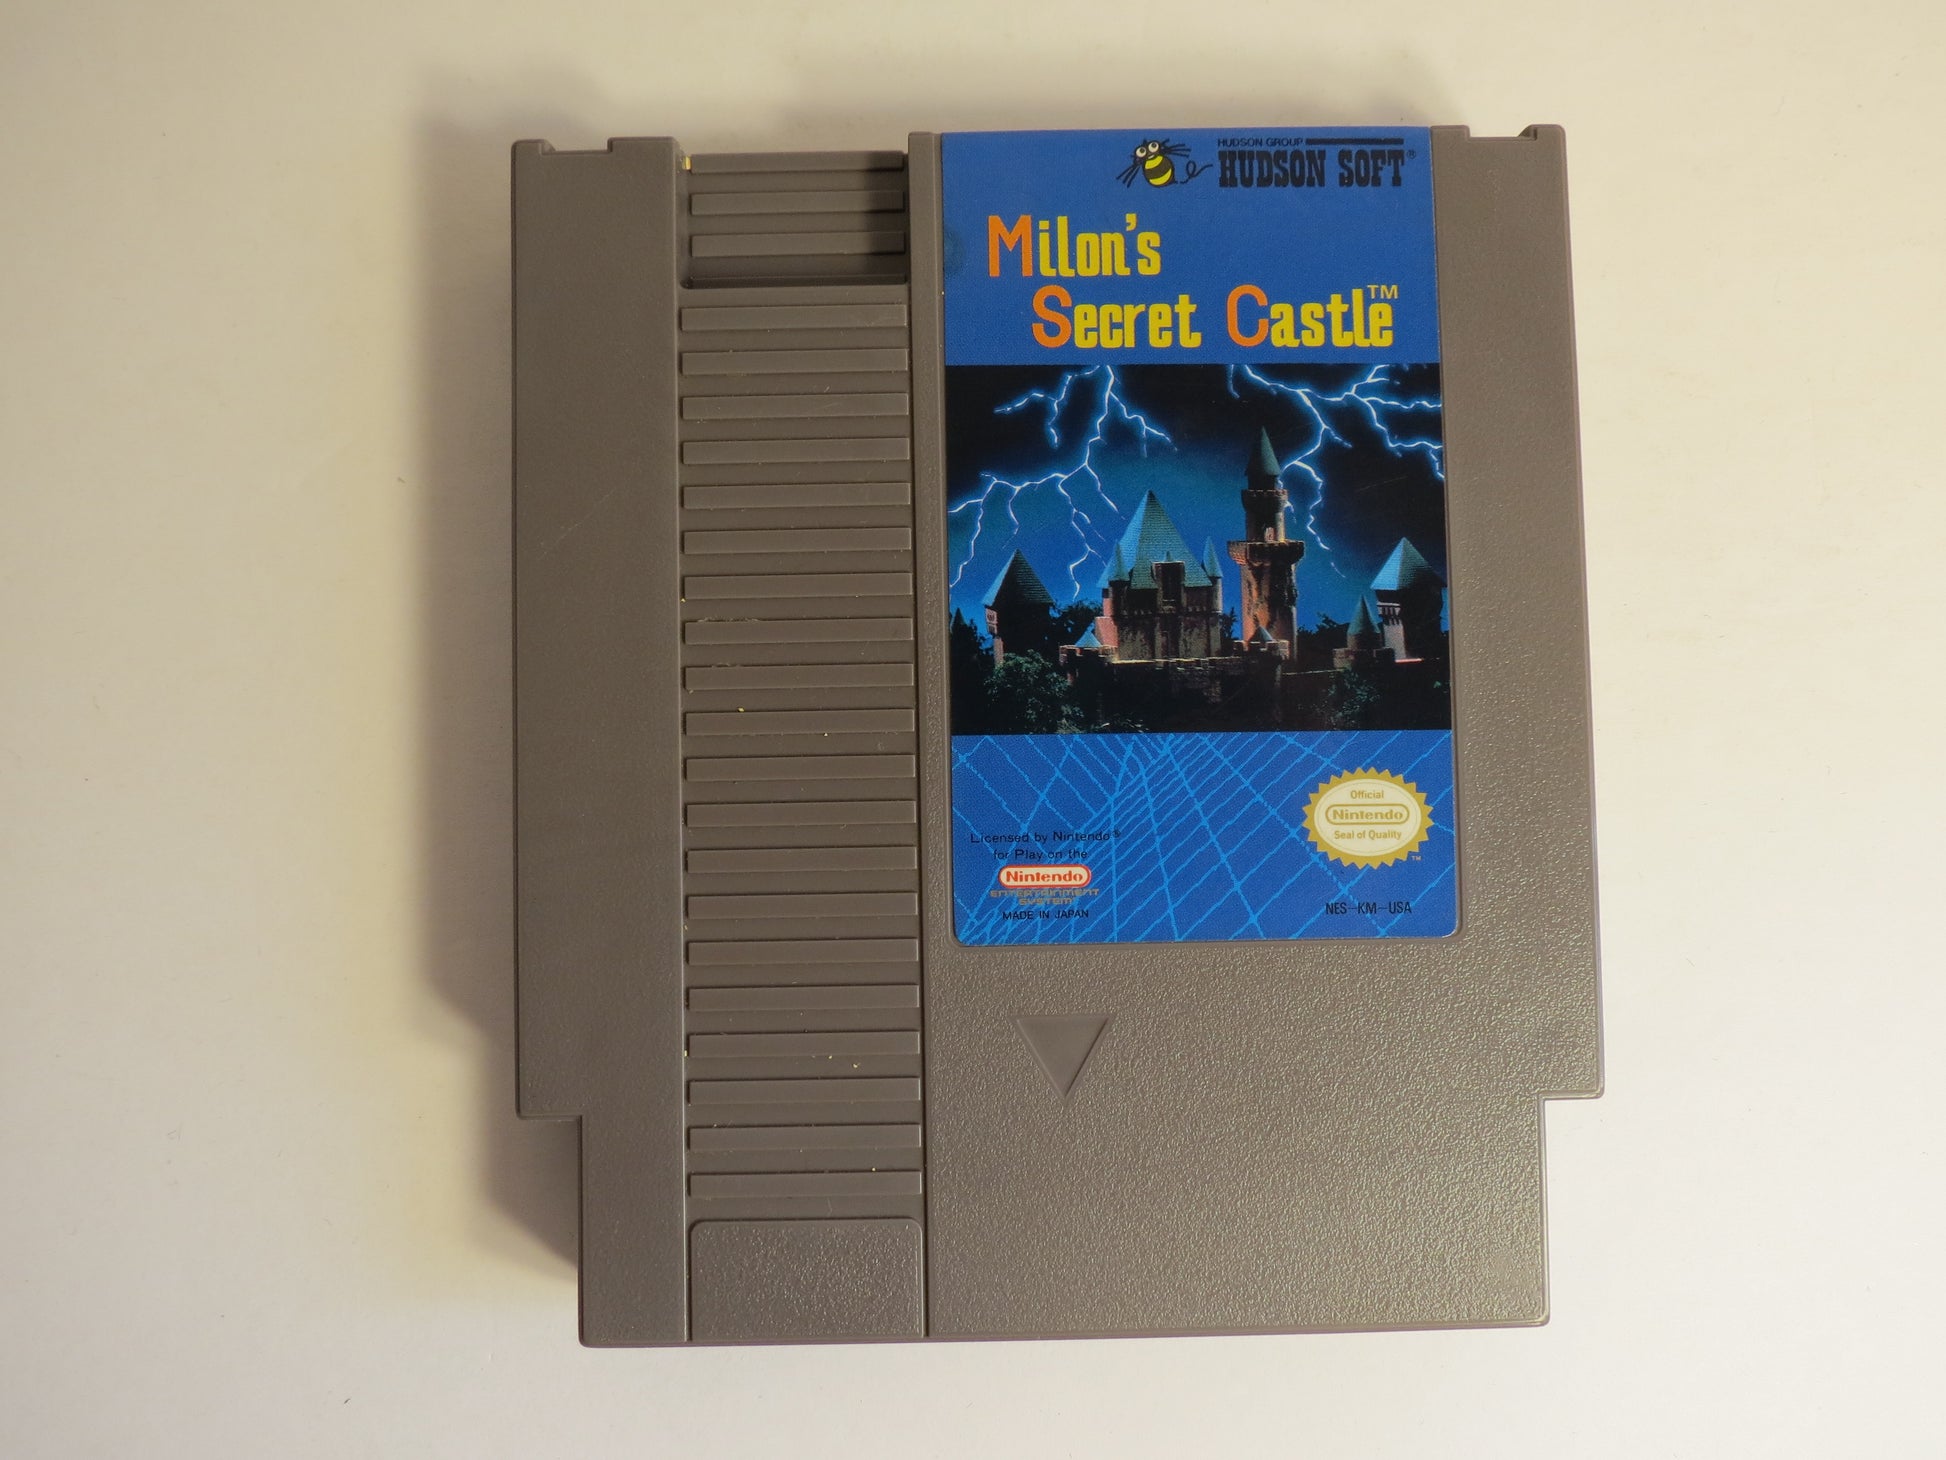 HUDSON GROUP
HUDSON SOFT®
Milon's
Secret Castle™
Official
Nintendo
Seal of Quality
™
Licensed by Nintendo®
for Play on the
Nintendo
ENTERTAINMENT
SYSTEM
MADE IN JAPAN
NES-KM-USA